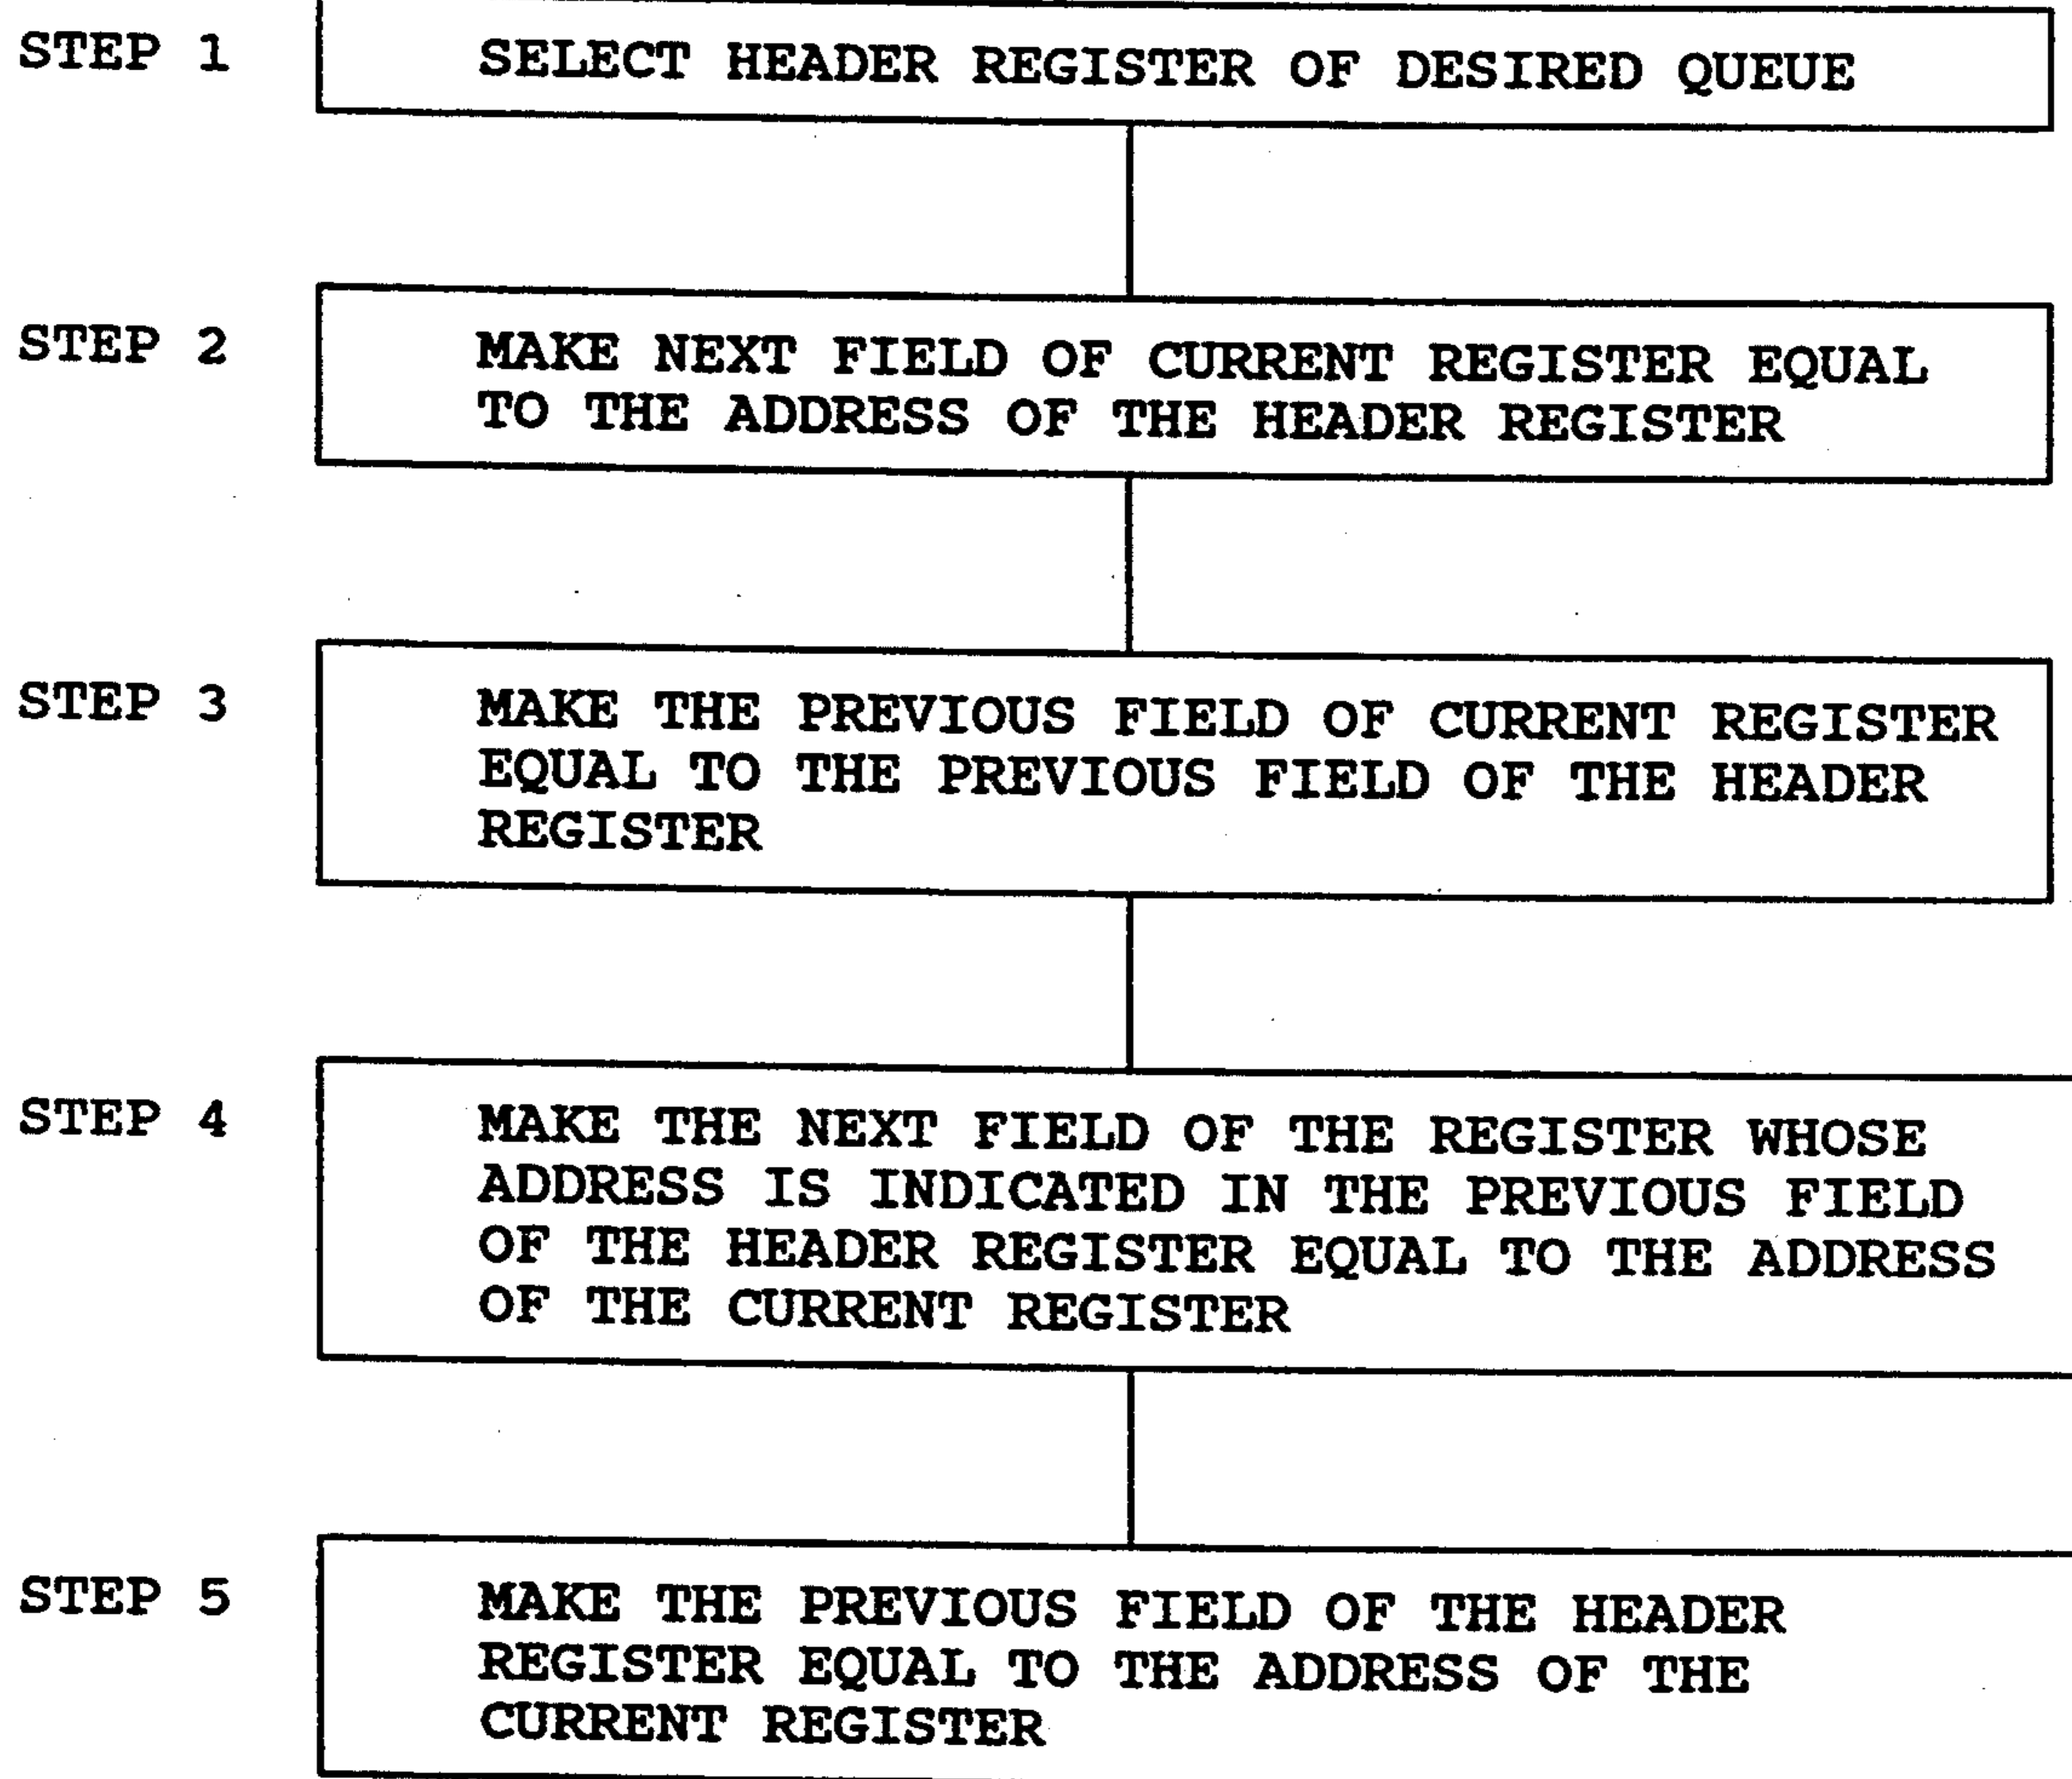 STEP 1
SELECT HEADER REGISTER OF DESIRED QUEUE
STEP 2
MAKE NEXT FIELD OF CURRENT REGISTER EQUAL
TO THE ADDRESS OF THE HEADER REGISTER
STEP 3
MAKE THE PREVIOUS FIELD OF CURRENT REGISTER
EQUAL TO THE PREVIOUS FIELD OF THE HEADER
REGISTER
STEP 4
MAKE THE NEXT FIELD OF THE REGISTER WHOSE
ADDRESS IS INDICATED IN THE PREVIOUS FIELD
OF THE HEADER REGISTER EQUAL TO THE ADDRESS
OF THE CURRENT REGISTER
STEP 5
MAKE THE PREVIOUS FIELD OF THE HEADER
REGISTER EQUAL TO THE ADDRESS OF THE
CURRENT REGISTER